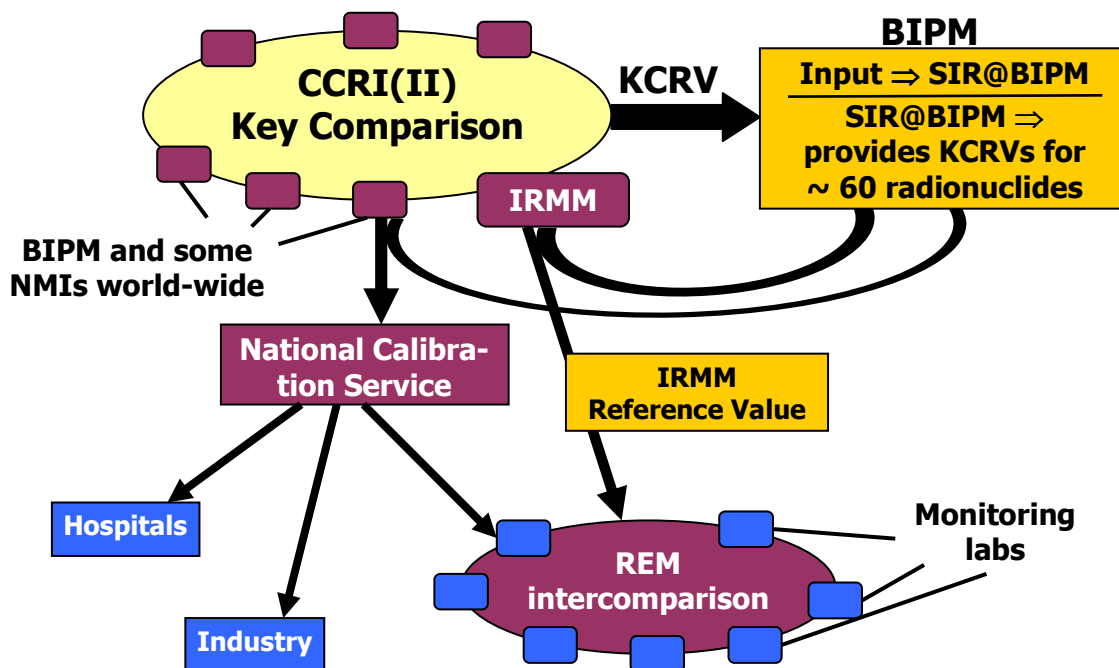 BIPM
CCRI(II)
Key Comparison
KCRV
Input ⇒ SIR@BIPM
SIR@BIPM ⇒
provides KCRVs for
~ 60 radionuclides
IRMM
BIPM and some
NMIs world-wide
National Calibra-
tion Service
IRMM
Reference Value
Hospitals
Monitoring
labs
REM
intercomparison
Industry